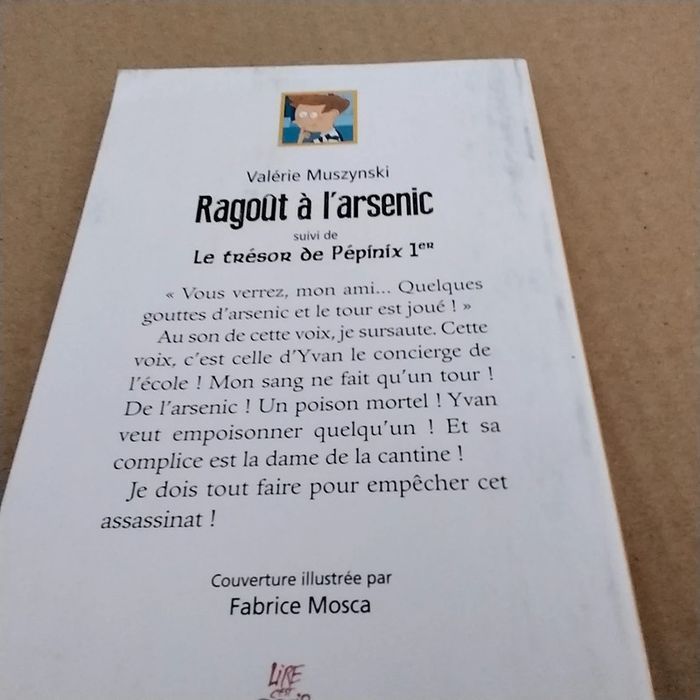 Valérie Muszynski
Ragoût à l'arsenic
suivi de
Le trésor de Pépinix 1er
« Vous verrez, mon ami... Quelques
gouttes d'arsenic et le tour est joué ! »
Au son de cette voix, je sursaute. Cette
voix, c'est celle d'Yvan le concierge de
l'école ! Mon sang ne fait qu'un tour !
De l'arsenic ! Un poison mortel ! Yvan
veut empoisonner quelqu'un ! Et sa
complice est la dame de la cantine !
Je dois tout faire pour empêcher cet
assassinat !
Couverture illustrée par
Fabrice Mosca
LIRE
C'EST